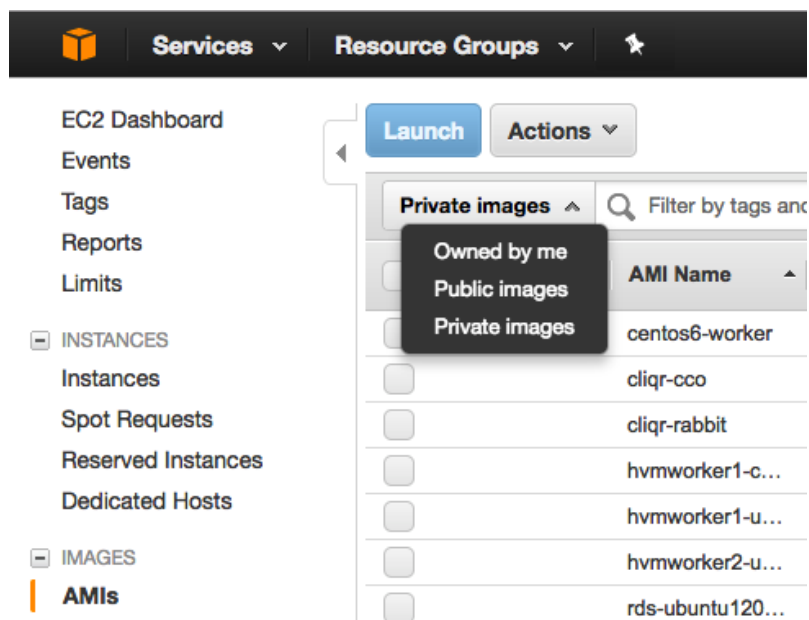 Services Resource Groups
EC2 Dashboard
Events
Tags
Reports
Limits
INSTANCES
Instances
Spot Requests
Reserved Instances
Dedicated Hosts
IMAGES
AMIs
Launch Actions
Private images Filter by tags and
Owned by me
Public images
Private images
AMI Name
centos6-worker
cliqr-cco
cliqr-rabbit
hvmworker1-c...
hvmworker1-u...
hvmworker2-u...
rds-ubuntu120...